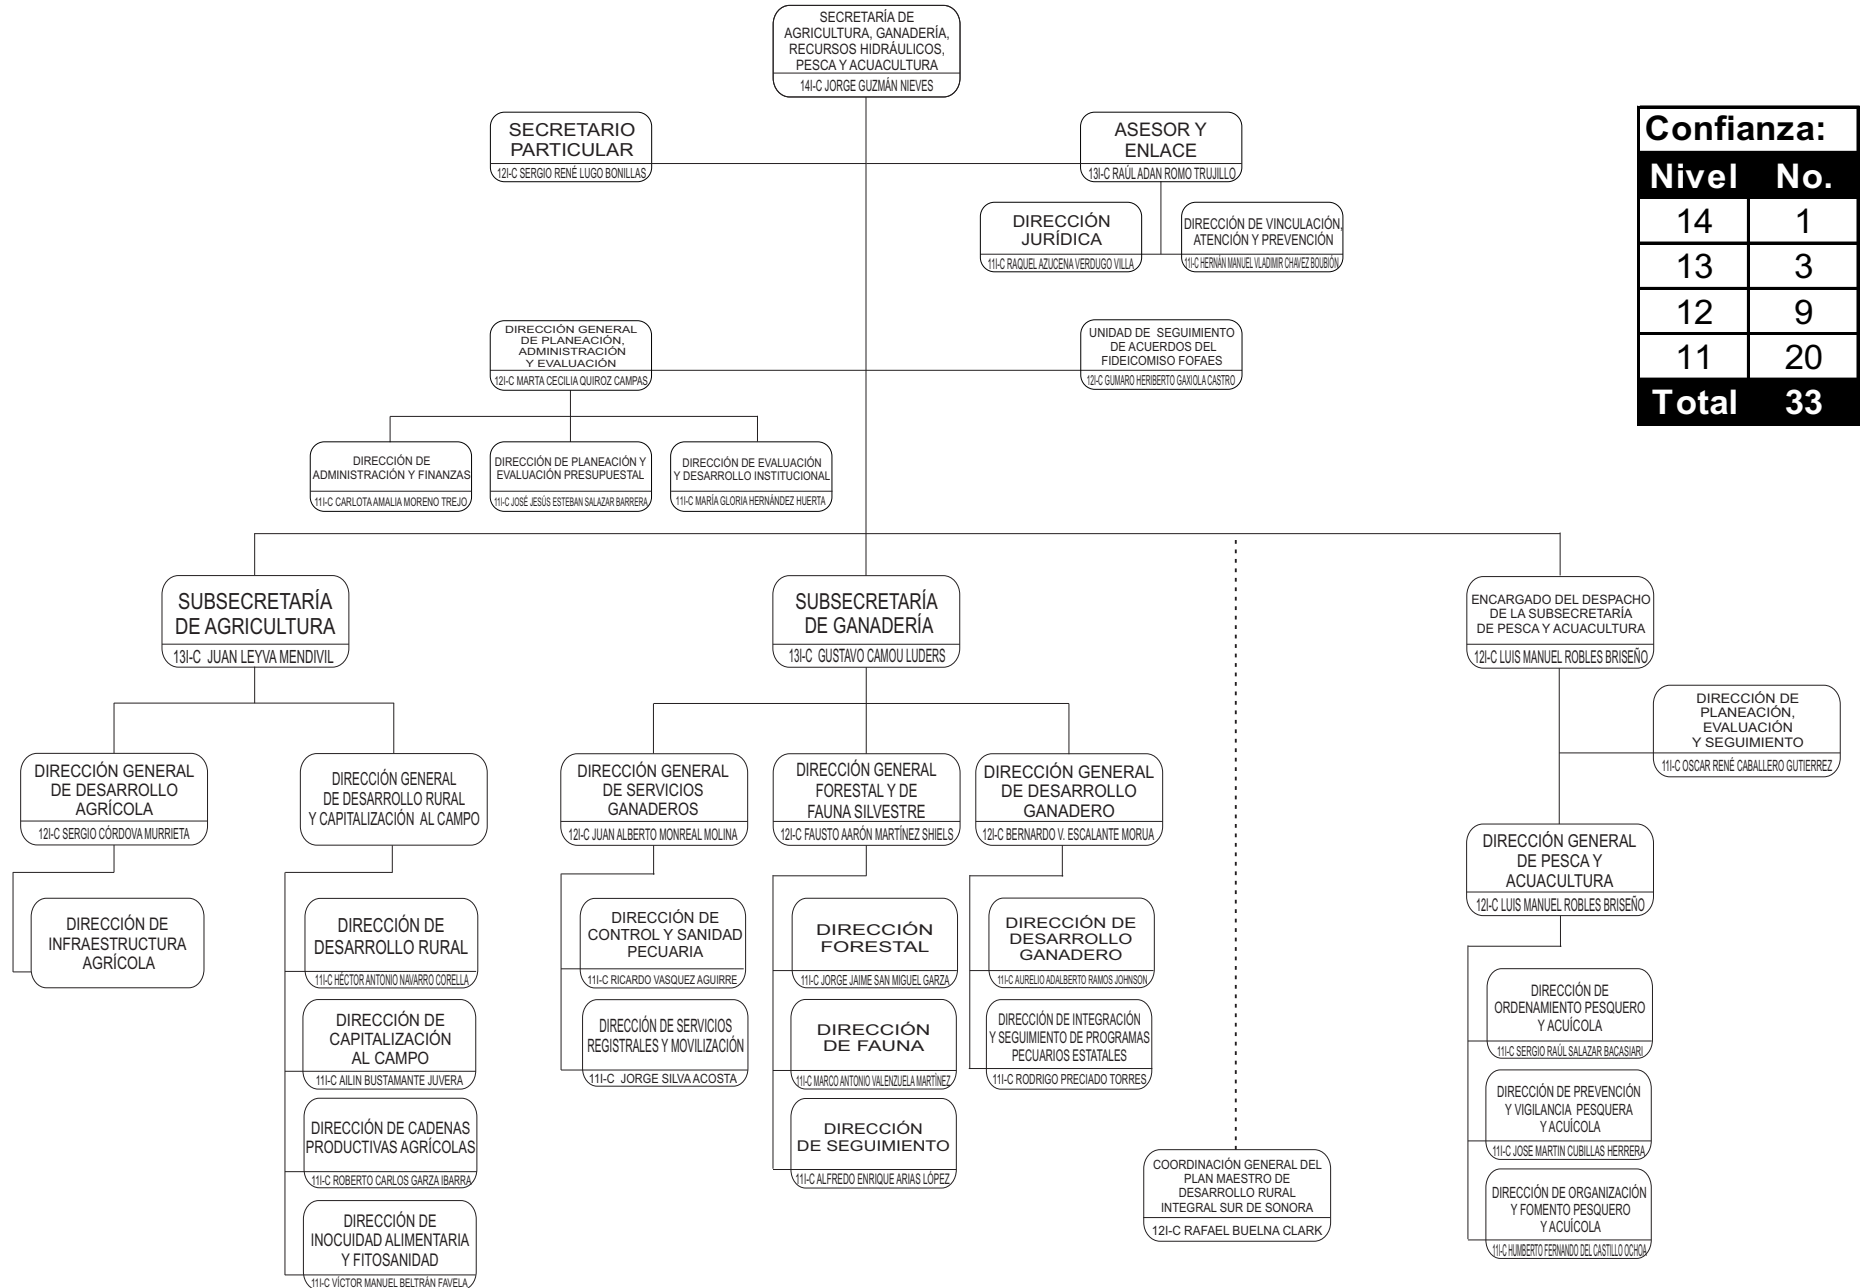 SECRETARÍA DE
AGRICULTURA, GANADERÍA,
RECURSOS HIDRÁULICOS,
PESCA Y ACUACULTURA
14I-C JORGE GUZMÁN NIEVES
SECRETARIO
PARTICULAR
12I-C SERGIO RENÉ LUGO BONILLAS
ASESOR Y
ENLACE
13I-C RAÚL ADAN ROMO TRUJILLO
DIRECCIÓN
JURÍDICA
11I-C RAQUEL AZUCENA VERDUGO VILLA
DIRECCIÓN DE VINCULACIÓN,
ATENCIÓN Y PREVENCIÓN
11I-C HERNÁN MANUEL VLADIMIR CHAVEZ BOUBIÓN
Confianza:
Nivel No.
14 1
13 3
12 9
11 20
Total 33
DIRECCIÓN GENERAL
DE PLANEACIÓN,
ADMINISTRACIÓN
Y EVALUACIÓN
12I-C MARTA CECILIA QUIROZ CAMPAS
UNIDAD DE SEGUIMIENTO
DE ACUERDOS DEL
FIDEICOMISO FOFAES
12I-C GUMARO HERIBERTO GAXIOLA CASTRO
DIRECCIÓN DE
ADMINISTRACIÓN Y FINANZAS
11I-C CARLOTA AMALIA MORENO TREJO
DIRECCIÓN DE PLANEACIÓN Y
EVALUACIÓN PRESUPUESTAL
11I-C JOSÉ JESÚS ESTEBAN SALAZAR BARRERA
DIRECCIÓN DE EVALUACIÓN
Y DESARROLLO INSTITUCIONAL
11I-C MARÍA GLORIA HERNÁNDEZ HUERTA
SUBSECRETARÍA
DE AGRICULTURA
13I-C JUAN LEYVA MENDIVIL
SUBSECRETARÍA
DE GANADERÍA
13I-C GUSTAVO CAMOU LUDERS
ENCARGADO DEL DESPACHO
DE LA SUBSECRETARÍA
DE PESCA Y ACUACULTURA
12I-C LUIS MANUEL ROBLES BRISEÑO
DIRECCIÓN DE
PLANEACIÓN,
EVALUACIÓN
Y SEGUIMIENTO
11I-C OSCAR RENÉ CABALLERO GUTIERREZ
DIRECCIÓN GENERAL
DE DESARROLLO
AGRÍCOLA
12I-C SERGIO CÓRDOVA MURRIETA
DIRECCIÓN GENERAL
DE DESARROLLO RURAL
Y CAPITALIZACIÓN AL CAMPO
DIRECCIÓN GENERAL
DE SERVICIOS
GANADEROS
12I-C JUAN ALBERTO MONREAL MOLINA
DIRECCIÓN GENERAL
FORESTAL Y DE
FAUNA SILVESTRE
12I-C FAUSTO AARÓN MARTÍNEZ SHIELS
DIRECCIÓN GENERAL
DE DESARROLLO
GANADERO
12I-C BERNARDO V. ESCALANTE MORUA
DIRECCIÓN GENERAL
DE PESCA Y
ACUACULTURA
12I-C LUIS MANUEL ROBLES BRISEÑO
DIRECCIÓN DE
INFRAESTRUCTURA
AGRÍCOLA
DIRECCIÓN DE
DESARROLLO RURAL
11I-C HÉCTOR ANTONIO NAVARRO CORELLA
DIRECCIÓN DE
CAPITALIZACIÓN
AL CAMPO
11I-C AILIN BUSTAMANTE JUVERA
DIRECCIÓN DE CADENAS
PRODUCTIVAS AGRÍCOLAS
11I-C ROBERTO CARLOS GARZA IBARRA
DIRECCIÓN DE
INOCUIDAD ALIMENTARIA
Y FITOSANIDAD
11I-C VÍCTOR MANUEL BELTRÁN FAVELA
DIRECCIÓN DE
CONTROL Y SANIDAD
PECUARIA
11I-C RICARDO VASQUEZ AGUIRRE
DIRECCIÓN DE SERVICIOS
REGISTRALES Y MOVILIZACIÓN
11I-C JORGE SILVA ACOSTA
DIRECCIÓN
FORESTAL
11I-C JORGE JAIME SAN MIGUEL GARZA
DIRECCIÓN
DE FAUNA
11I-C MARCO ANTONIO VALENZUELA MARTÍNEZ
DIRECCIÓN
DE SEGUIMIENTO
11I-C ALFREDO ENRIQUE ARIAS LÓPEZ
DIRECCIÓN DE
DESARROLLO
GANADERO
11I-C AURELIO ADALBERTO RAMOS JOHNSON
DIRECCIÓN DE INTEGRACIÓN
Y SEGUIMIENTO DE PROGRAMAS
PECUARIOS ESTATALES
11I-C RODRIGO PRECIADO TORRES
COORDINACIÓN GENERAL DEL
PLAN MAESTRO DE
DESARROLLO RURAL
INTEGRAL SUR DE SONORA
12I-C RAFAEL BUELNA CLARK
DIRECCIÓN DE
ORDENAMIENTO PESQUERO
Y ACUÍCOLA
11I-C SERGIO RAÚL SALAZAR BACASIARI
DIRECCIÓN DE PREVENCIÓN
Y VIGILANCIA PESQUERA
Y ACUÍCOLA
11I-C JOSE MARTIN CUBILLAS HERRERA
DIRECCIÓN DE ORGANIZACIÓN
Y FOMENTO PESQUERO
Y ACUÍCOLA
11I-C HUMBERTO FERNANDO DEL CASTILLO OCHOA